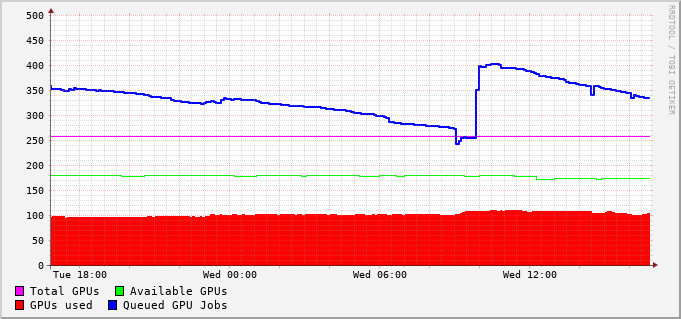 500
450
400
350
300
250
200
150
100
50
0
Tue 18:00 Wed 00:00 Wed 06:00 Wed 12:00
Total GPUs Available GPUs
GPUs used Queued GPU Jobs
RRDTOOL / TOBI OETIKER